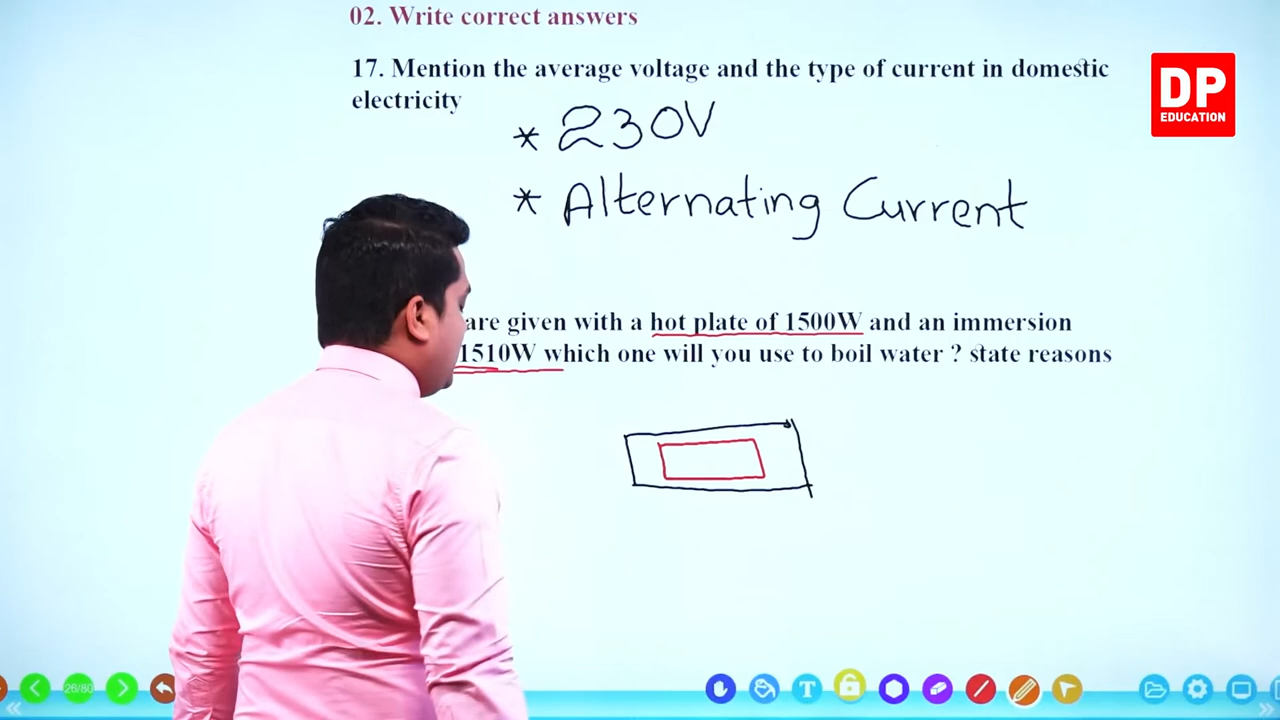 02. Write correct answers
17. Mention the average voltage and the type of current in domestic
electricity
* 230V
* Alternating Current
are given with a hot plate of 1500W and an immersion
1510W which one will you use to boil water ? state reasons
DP
EDUCATION
26/80
T